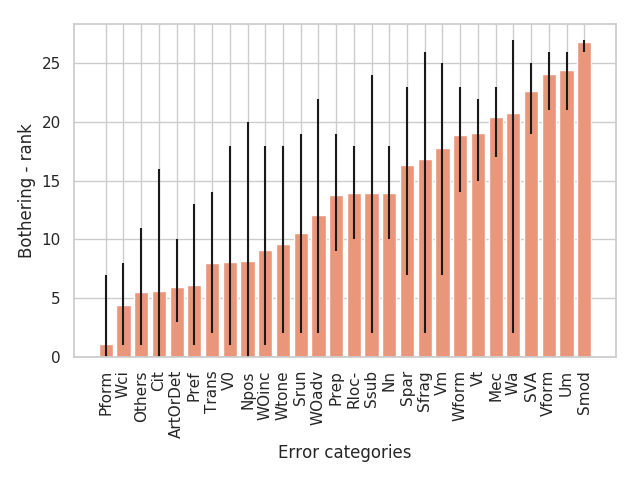 Bothering - rank
25
20
15
10
5
0
Pform
Wci
Others
Cit
ArtOrDet
Pref
Trans
V0
Npos
WOinc
Wtone
Srun
WOadv
Prep
Rloc-
Ssub
Nn
Spar
Sfrag
Vm
Wform
Vt
Mec
Wa
SVA
Vform
Um
Smod
Error categories